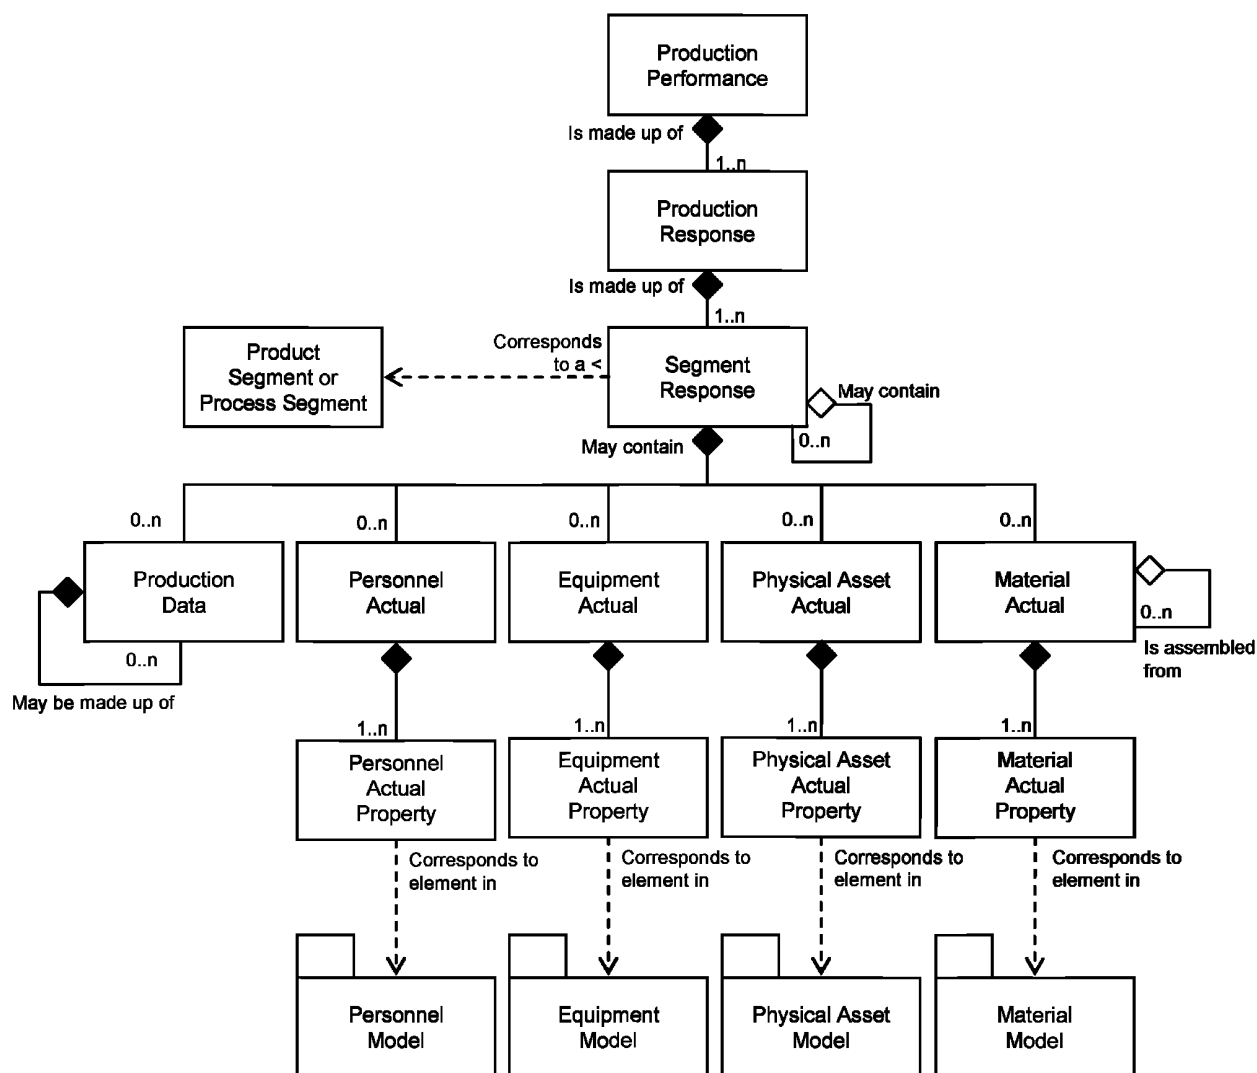 Production
Performance
Is made up of
1..n
Production
Response
Is made up of
1..n
Product
Segment or
Process Segment
Corresponds
to a <
Segment
Response
May contain
0..n
May contain
0..n
0..n
0..n
0..n
0..n
Production
Data
Personnel
Actual
Equipment
Actual
Physical Asset
Actual
Material
Actual
0..n
May be made up of
0..n
Is assembled
from
1..n
1..n
1..n
1..n
Personnel
Actual
Property
Equipment
Actual
Property
Physical Asset
Actual
Property
Material
Actual
Property
Corresponds to
element in
Corresponds to
element in
Corresponds to
element in
Corresponds to
element in
Personnel
Model
Equipment
Model
Physical Asset
Model
Material
Model